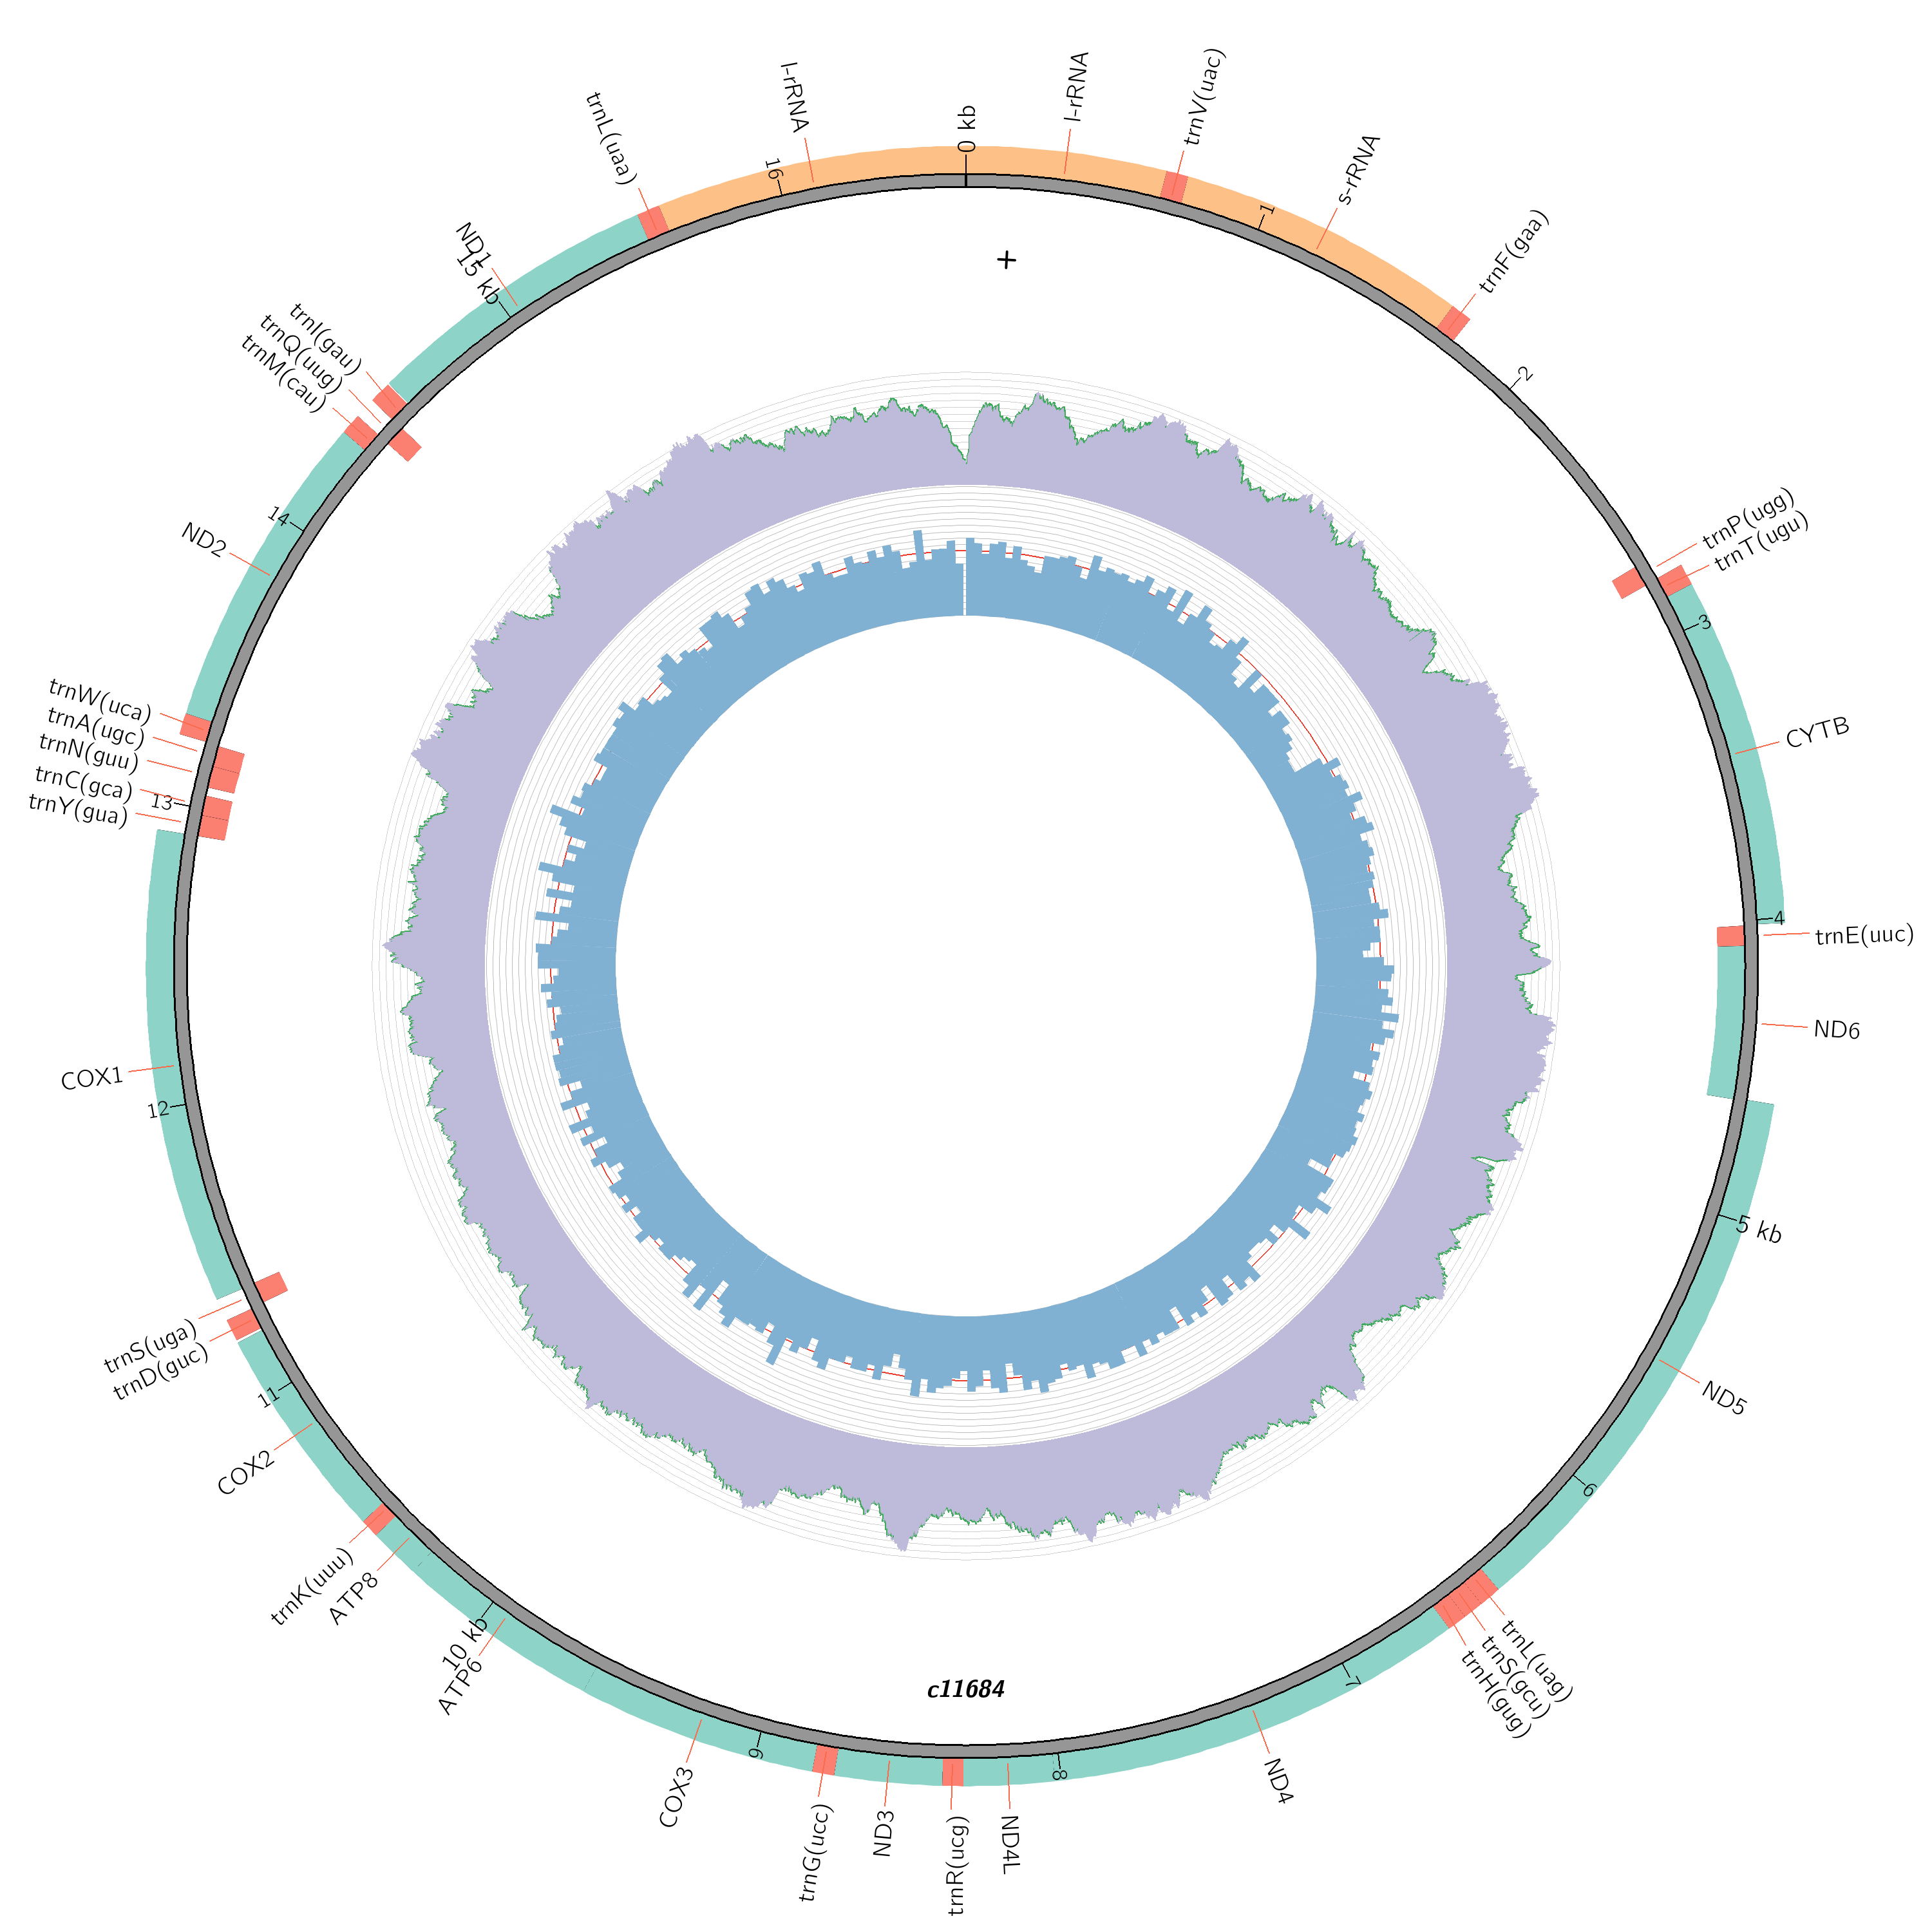 0 kb
l-rRNA
trnV(uac)
1
s-rRNA
trnF(gaa)
2
trnP(ugg)
trnT(ugu)
3
CYTB
4
trnE(uuc)
ND6
5 kb
ND5
6
trnL(uag)
trnS(gcu)
trnH(gug)
7
ND4
8
ND4L
trnR(ucg)
ND3
trnG(ucc)
9
COX3
ATP6
10 kb
ATP8
trnK(uuu)
COX2
11
trnD(guc)
trnS(uga)
12
COX1
trnY(gua)
13
trnC(gca)
trnN(guu)
trnA(ugc)
trnW(uca)
ND2
14
trnM(cau)
trnQ(uug)
trnI(gau)
15 kb
ND1
trnL(uaa)
16
l-rRNA
+
c11684